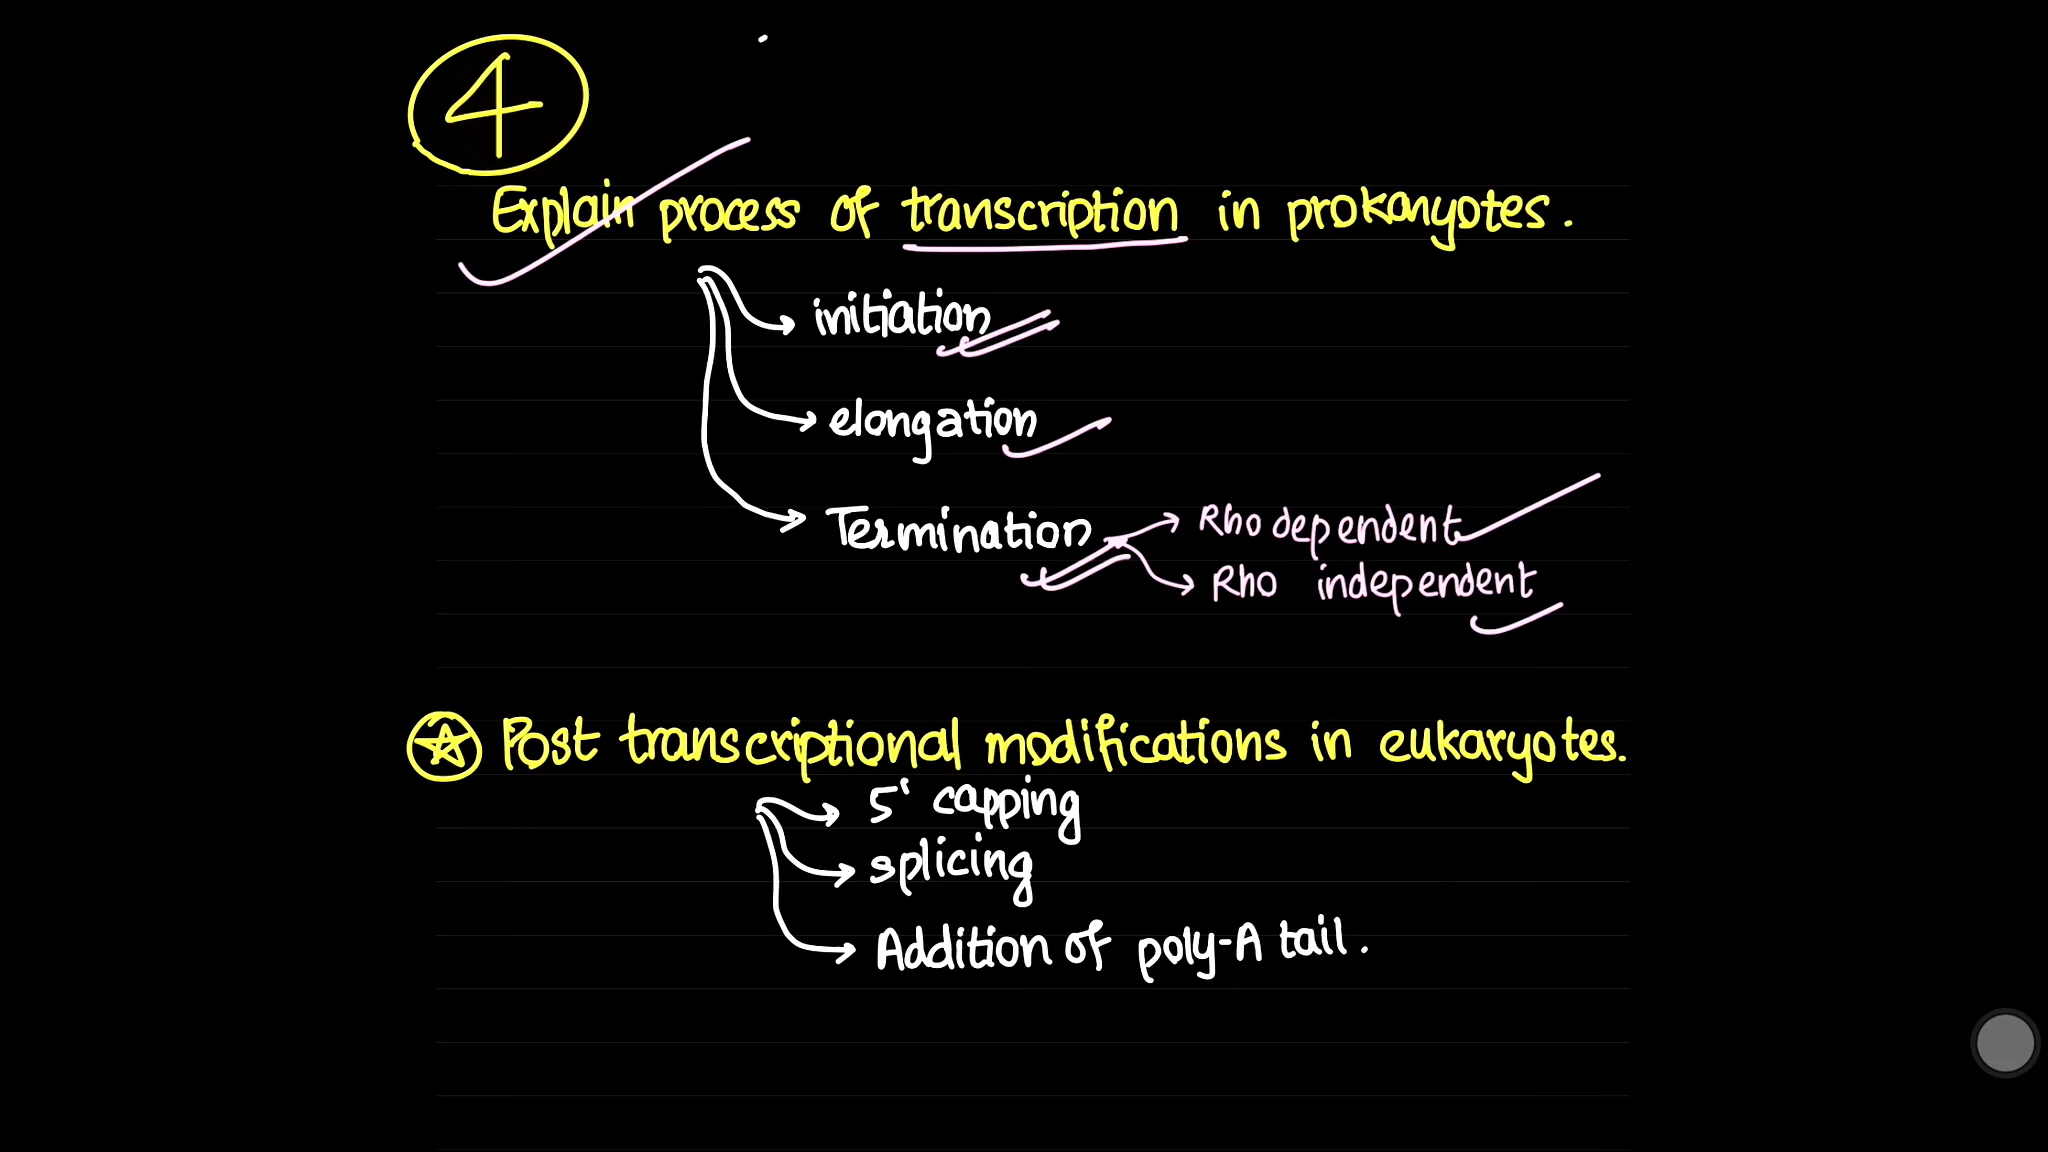 4
Explain process of transcription in prokaryotes.
initiation
elongation
Termination
Rho dependent
Rho independent
Post transcriptional modifications in eukaryotes.
5' capping
splicing
Addition of poly-A tail.